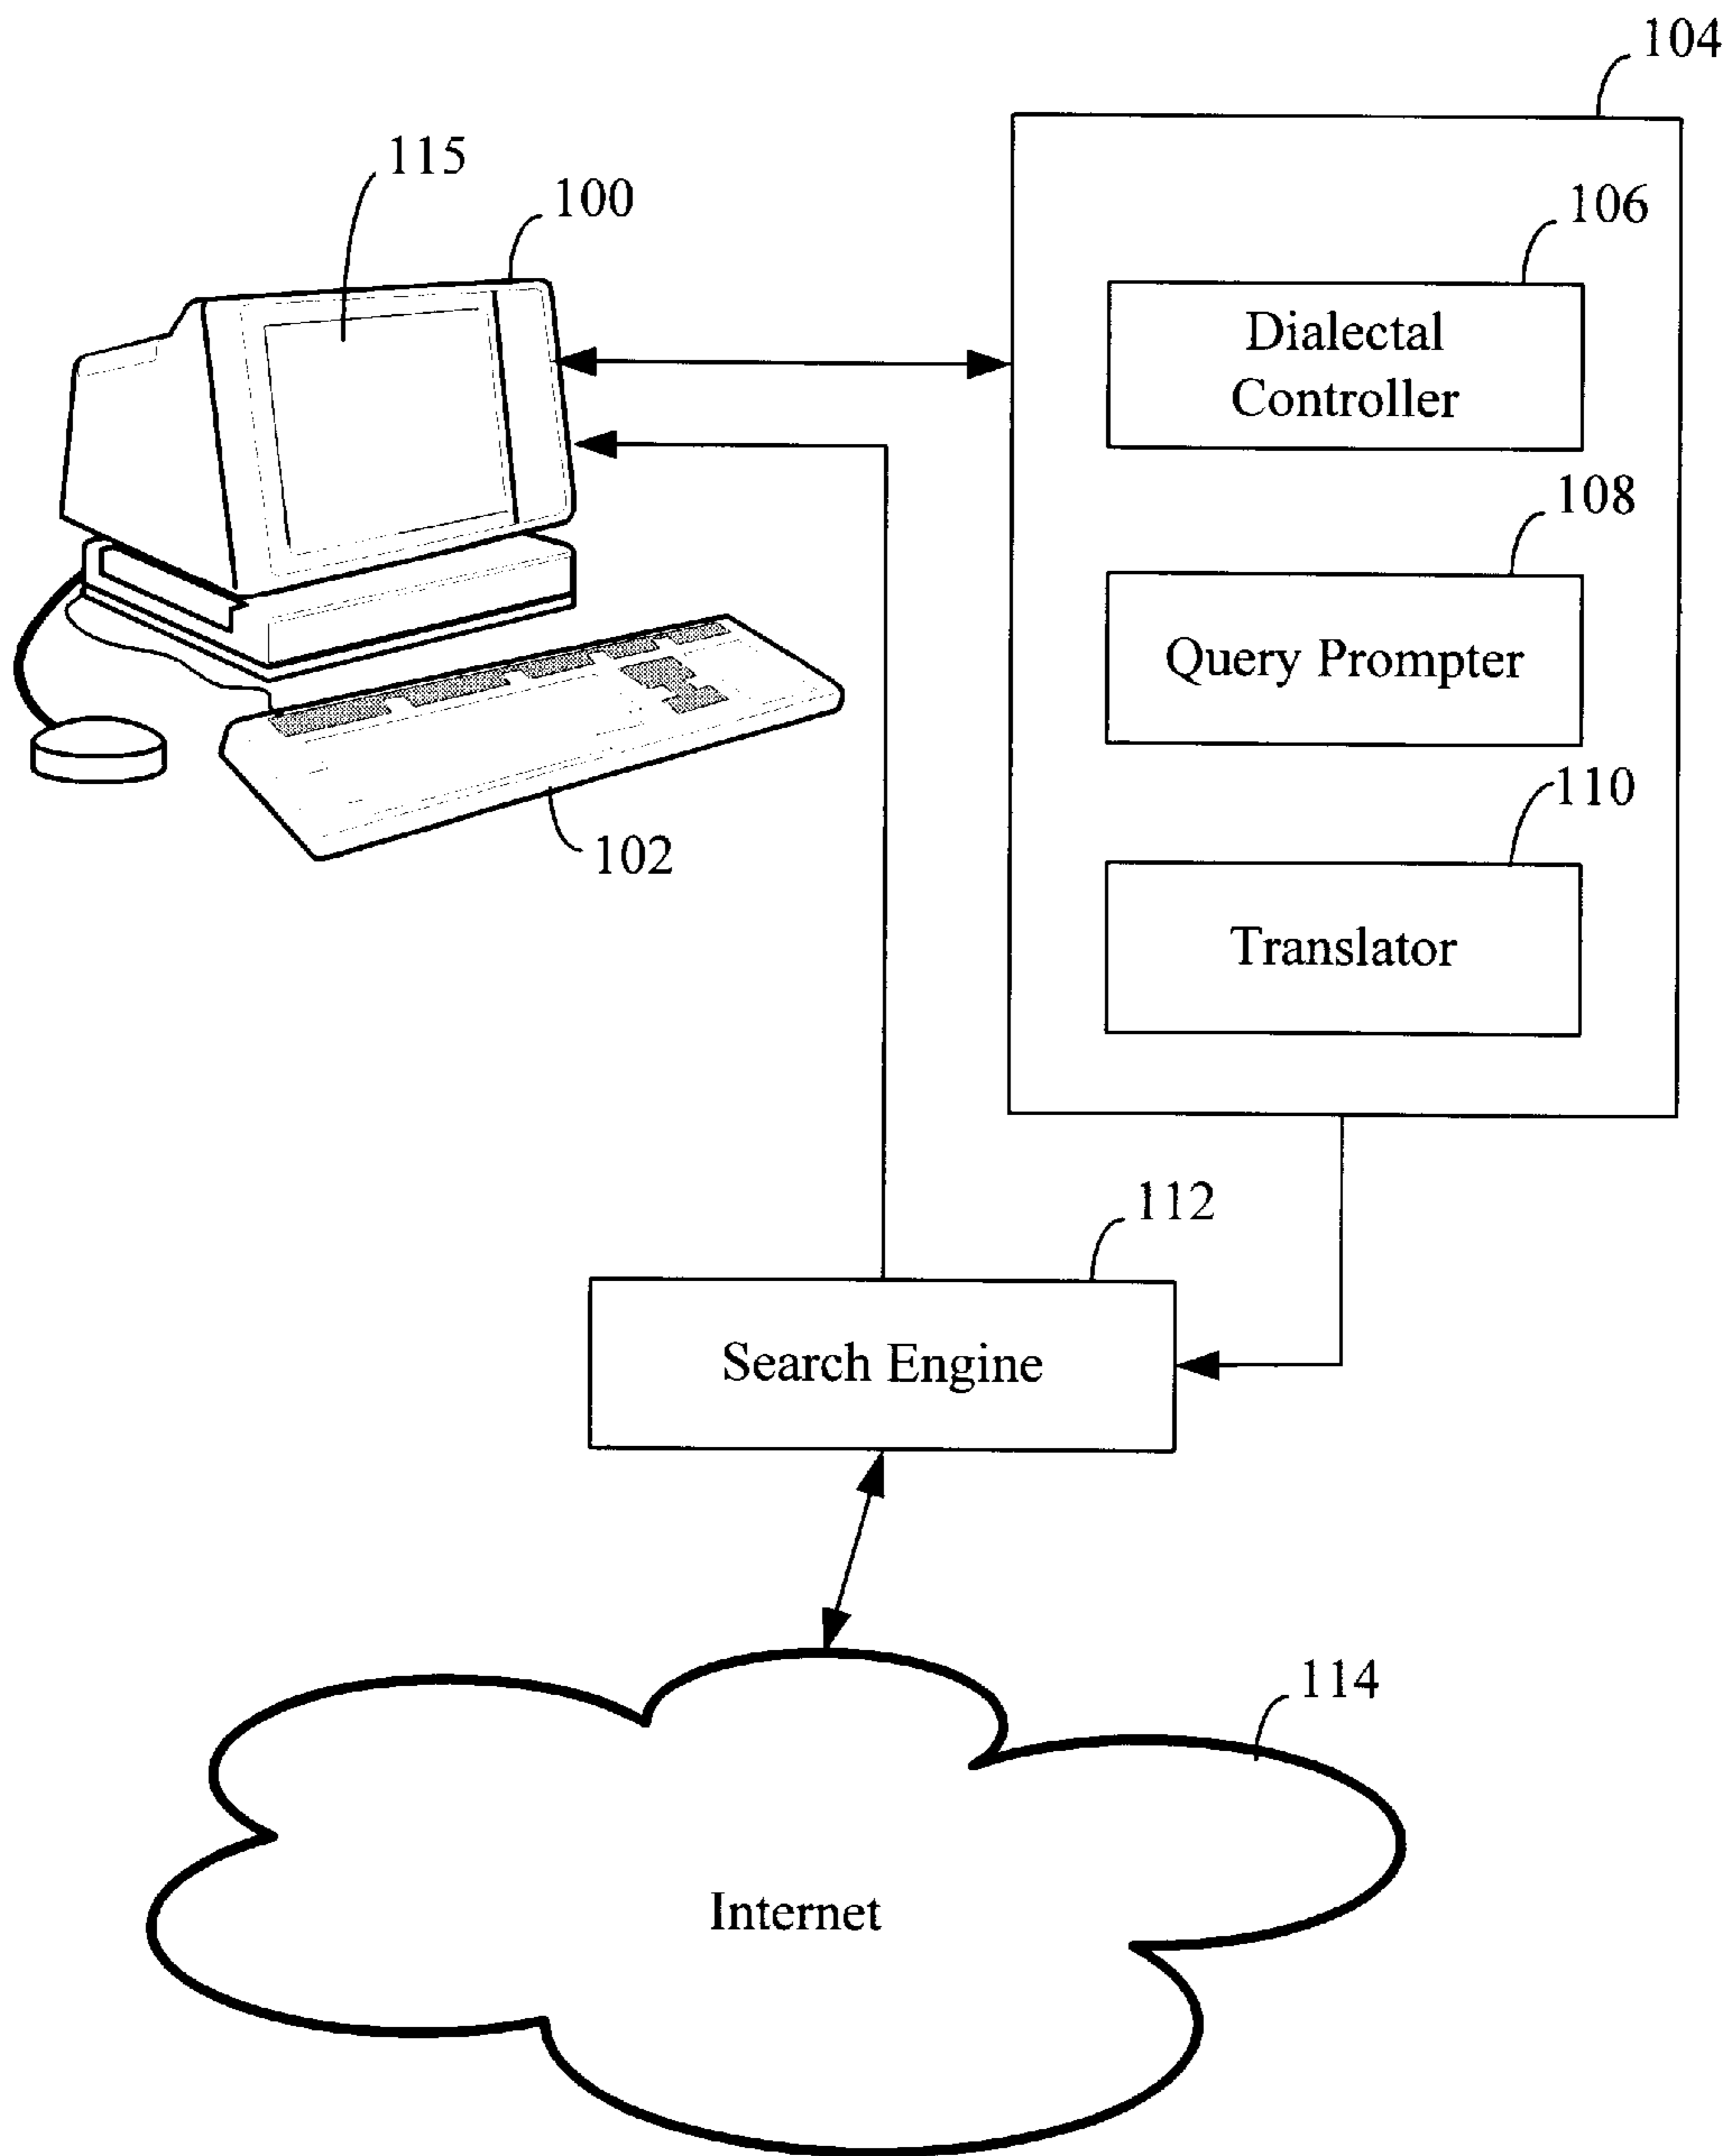 104
115
100
106
Dialectal
Controller
108
Query Prompter
110
Translator
102
112
Search Engine
114
Internet